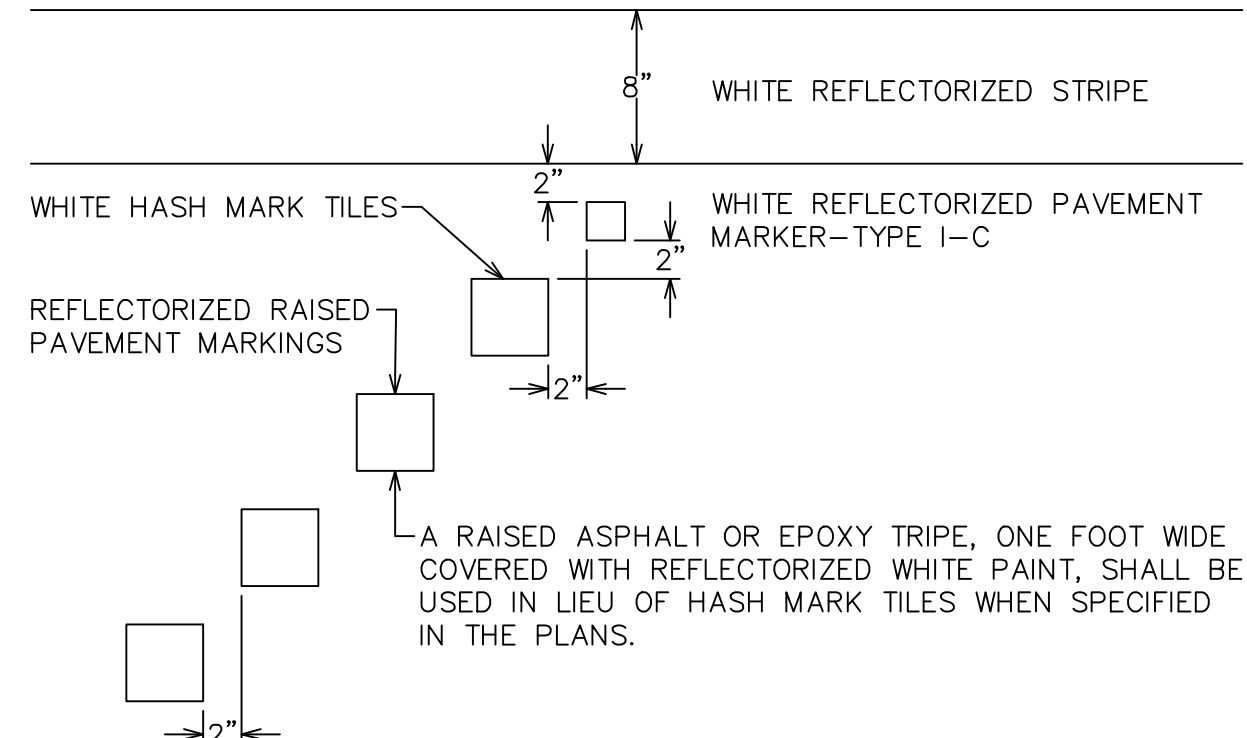 8"
WHITE REFLECTORIZED STRIPE
2"
WHITE HASH MARK TILES
WHITE REFLECTORIZED PAVEMENT
MARKER-TYPE I-C
2"
REFLECTORIZED RAISED
PAVEMENT MARKINGS
2"
A RAISED ASPHALT OR EPOXY TRIPE, ONE FOOT WIDE
COVERED WITH REFLECTORIZED WHITE PAINT, SHALL BE
USED IN LIEU OF HASH MARK TILES WHEN SPECIFIED
IN THE PLANS.
2"